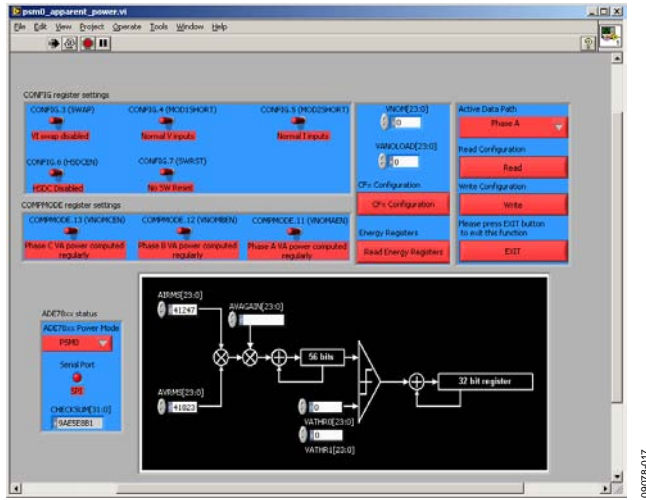 psm0_apparent_power.vi
File Edit View Project Operate Tools Window Help
CONFIG register settings
CONFIG.3 (SWAP)
VI swap disabled
CONFIG.4 (MOD1SHORT)
Normal V inputs
CONFIG.5 (MOD2SHORT)
Normal I inputs
CONFIG.6 (HSDCEN)
HSDC Disabled
CONFIG.7 (SWRST)
No SW Reset
COMPMODE register settings
COMPMODE.13 (VNOMCEN)
Phase C VA power computed
regularly
COMPMODE.12 (VNOMBEN)
Phase B VA power computed
regularly
COMPMODE.11 (VNOMAEN)
Phase A VA power computed
regularly
VNOM[23:0]
0
VANOLOAD[23:0]
0
CFx Configuration
CFx Configuration
Energy Registers
Read Energy Registers
Active Data Path
Phase A
Read Configuration
Read
Write Configuration
Write
Please press EXIT button
to exit this function
EXIT
ADE78xx status
ADE78xx Power Mode
PSM0
Serial Port
SPI
CHECKSUM[31:0]
9AE5E8B1
AIRMS[23:0]
41247
AVAGAIN[23:0]
AVRMS[23:0]
41823
56 bits
0
VATHR0[23:0]
0
VATHR1[23:0]
32 bit register
09078-017